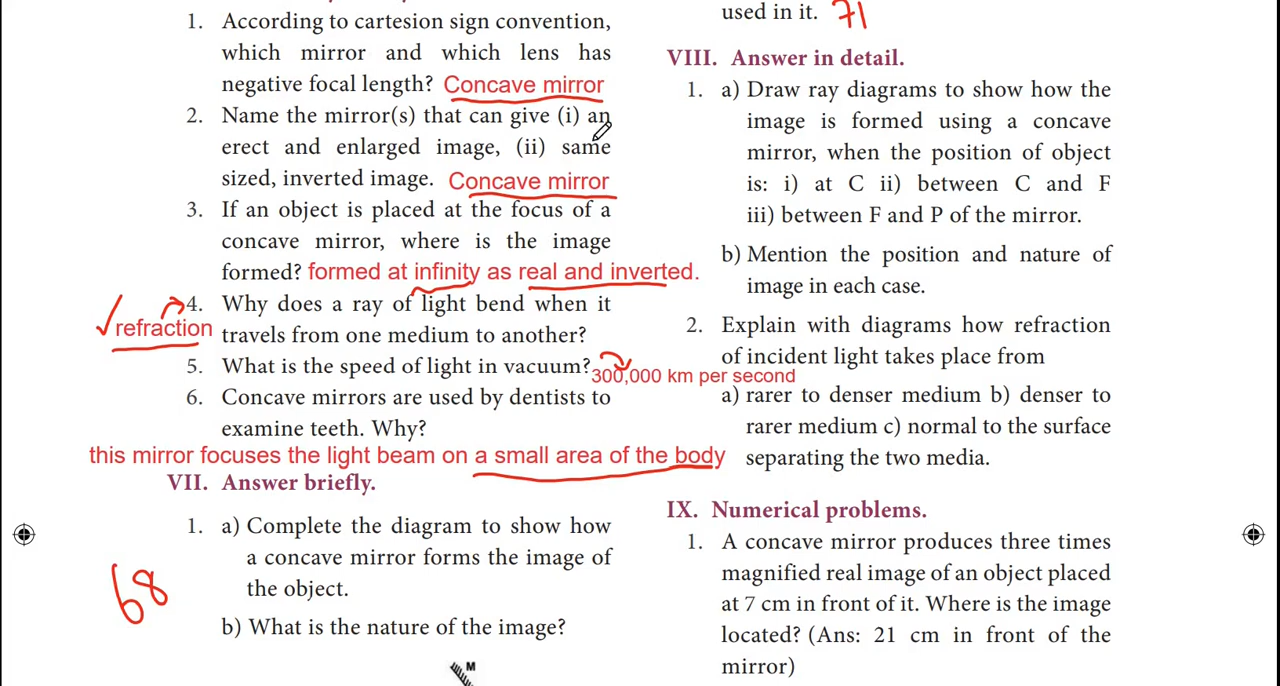 1. According to cartesion sign convention,
which mirror and which lens has
negative focal length? Concave mirror
2. Name the mirror(s) that can give (i) an
erect and enlarged image, (ii) same
sized, inverted image. Concave mirror
3. If an object is placed at the focus of a
concave mirror, where is the image
formed? formed at infinity as real and inverted.
4. Why does a ray of light bend when it
refraction travels from one medium to another?
5. What is the speed of light in vacuum? 300,000 km per second
6. Concave mirrors are used by dentists to
examine teeth. Why?
this mirror focuses the light beam on a small area of the body
VII. Answer briefly.
1. a) Complete the diagram to show how
a concave mirror forms the image of
the object.
68
b) What is the nature of the image?
M
used in it. 71
VIII. Answer in detail.
1. a) Draw ray diagrams to show how the
image is formed using a concave
mirror, when the position of object
is: i) at C ii) between C and F
iii) between F and P of the mirror.
b) Mention the position and nature of
image in each case.
2. Explain with diagrams how refraction
of incident light takes place from
a) rarer to denser medium b) denser to
rarer medium c) normal to the surface
separating the two media.
IX. Numerical problems.
1. A concave mirror produces three times
magnified real image of an object placed
at 7 cm in front of it. Where is the image
located? (Ans: 21 cm in front of the
mirror)